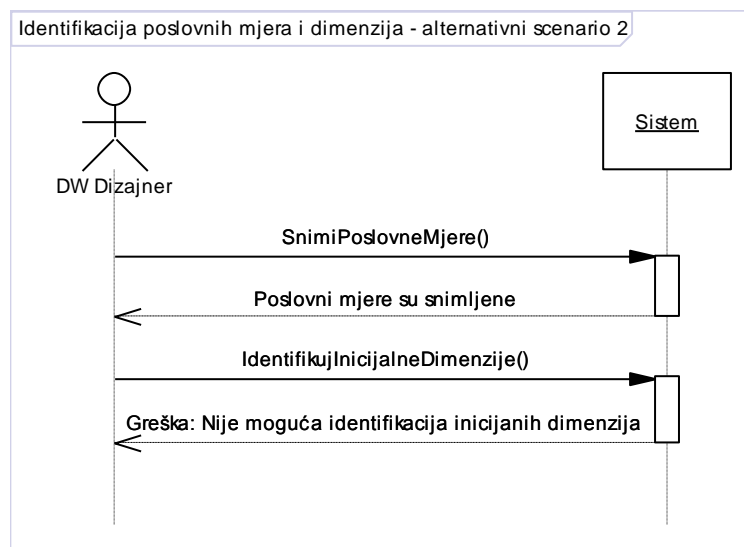 Identifikacija poslovnih mjera i dimenzija - alternativni scenario 2
Sistem
DW Dizajner
SnimiPoslovneMjere()
Poslovni mjere su snimljene
IdentifikujInicijalneDimenzije()
Greška: Nije moguća identifikacija inicijanih dimenzija